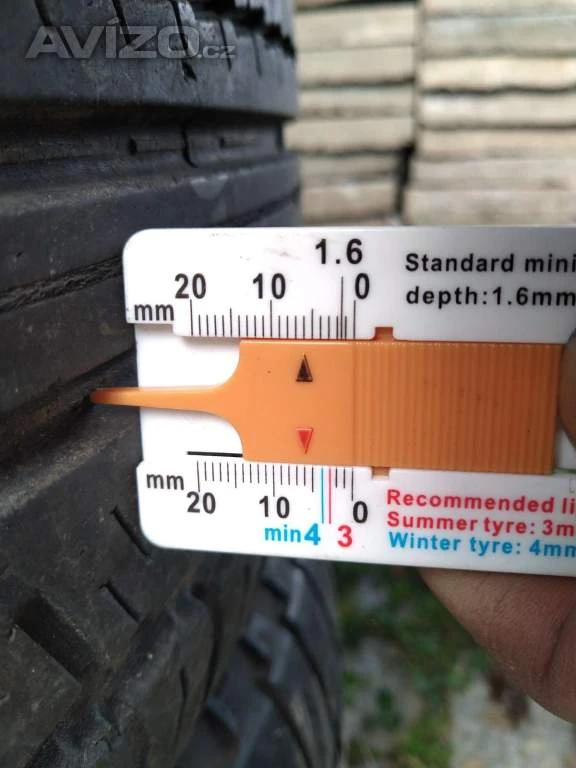 AVÍZO.cz
1.6
20 10 0
mm
Standard mini
depth:1.6mm
mm
20 10 0
min4 3
Recommended li
Summer tyre: 3m
Winter tyre: 4mm